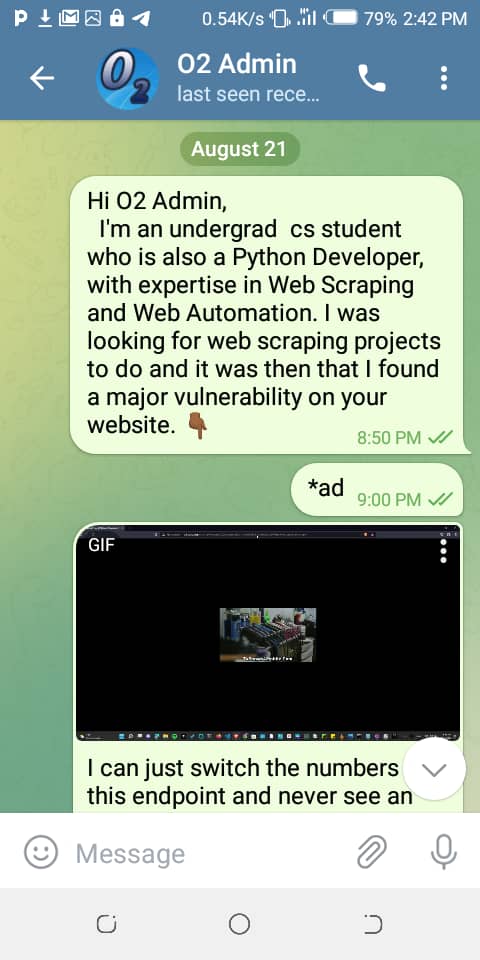 0.54K/s 79% 2:42 PM
O2 Admin
last seen rece...
August 21
Hi O2 Admin,
I'm an undergrad cs student
who is also a Python Developer,
with expertise in Web Scraping
and Web Automation. I was
looking for web scraping projects
to do and it was then that I found
a major vulnerability on your
website. 👇🏾
8:50 PM
*ad
9:00 PM
GIF
I can just switch the numbers
this endpoint and never see an
Message